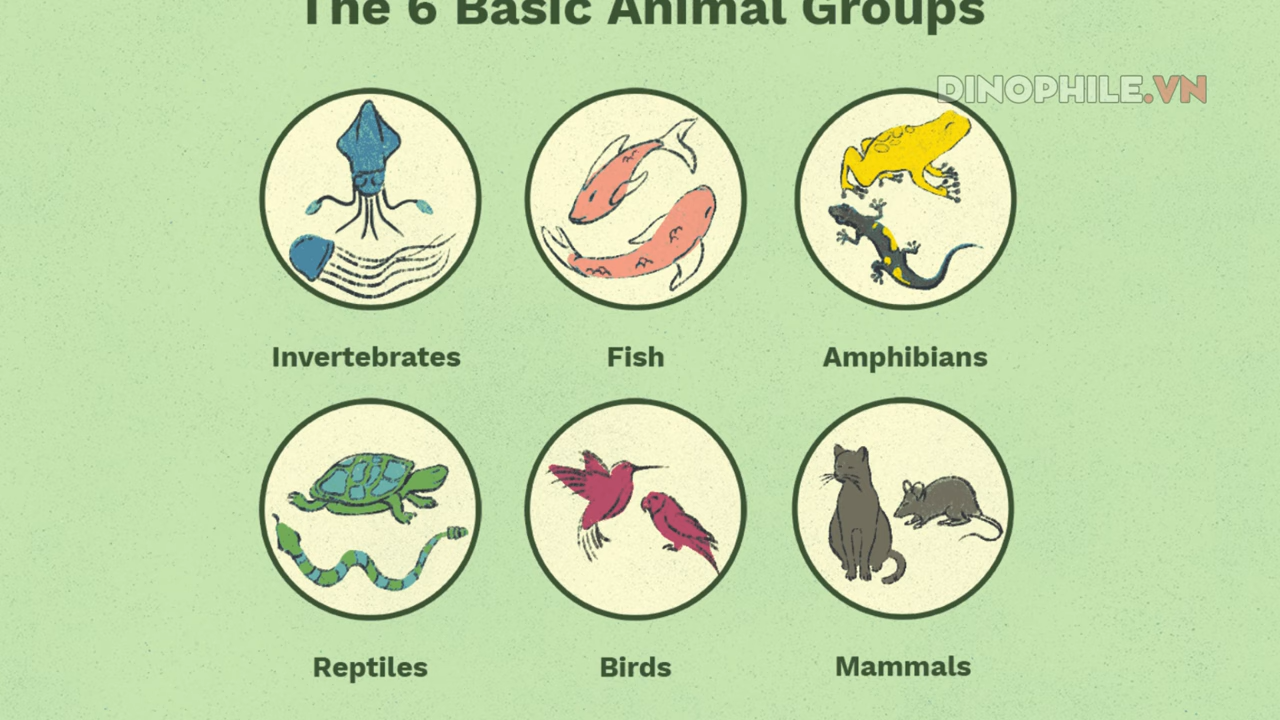 The 6 Basic Animal Groups
DINOPHILE.VN
Invertebrates
Fish
Amphibians
Reptiles
Birds
Mammals